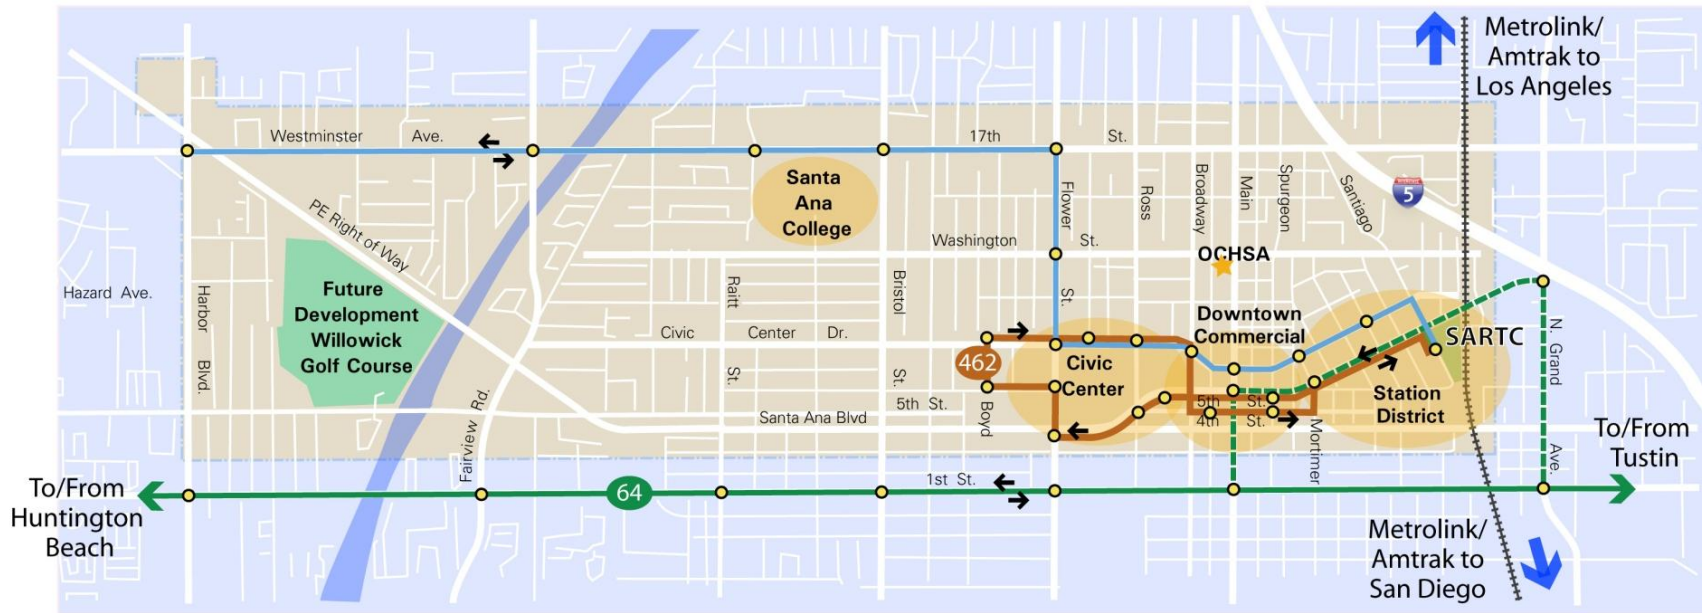 Metrolink/
Amtrak to
Los Angeles
Westminster Ave.
17th St.
INTERSTATE
5
Santa
Ana
College
Flower
St.
Ross
Broadway
Main
Spurgeon
Santiago
PE Right of Way
Washington St.
OCHSA
Hazard Ave.
Harbor
Blvd.
Future
Development
Willowick
Golf Course
Raitt
St.
Bristol
St.
Civic Center Dr.
Downtown
Commercial
SARTC
N. Grand
Ave.
462
Civic
Center
Station
District
Fairview Rd.
Santa Ana Blvd
5th St.
Boyd
5th St.
4th St.
Mortimer
To/From
Tustin
To/From
Huntington
Beach
64
1st St.
Metrolink/
Amtrak to
San Diego